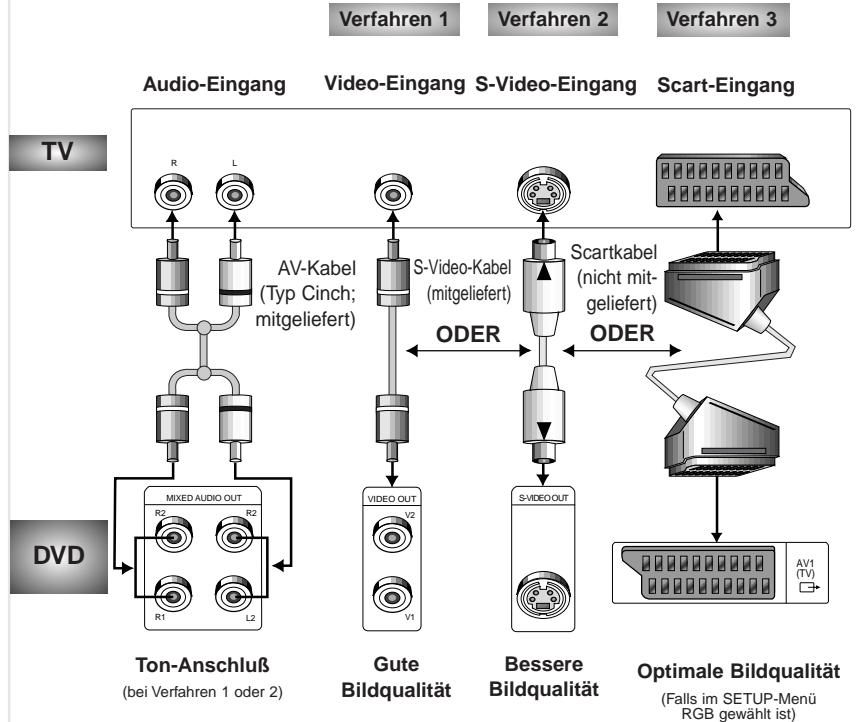 Verfahren 1
Verfahren 2
Verfahren 3
Audio-Eingang
Video-Eingang
S-Video-Eingang
Scart-Eingang
TV
R
L
AV-Kabel
(Typ Cinch;
mitgeliefert)
S-Video-Kabel
(mitgeliefert)
Scartkabel
(nicht mit-
geliefert)
ODER
ODER
DVD
MIXED AUDIO OUT
R2
R2
R1
L2
VIDEO OUT
V2
V1
S-VIDEO OUT
AV1
(TV)
Ton-Anschluß
(bei Verfahren 1 oder 2)
Gute
Bildqualität
Bessere
Bildqualität
Optimale Bildqualität
(Falls im SETUP-Menü
RGB gewählt ist)